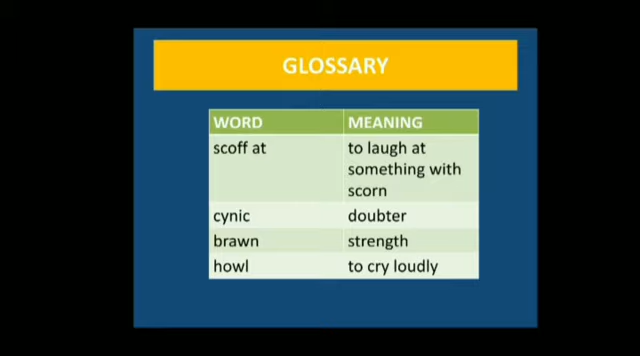 GLOSSARY
WORD MEANING
scoff at to laugh at
something with
scorn
cynic doubter
brawn strength
howl to cry loudly